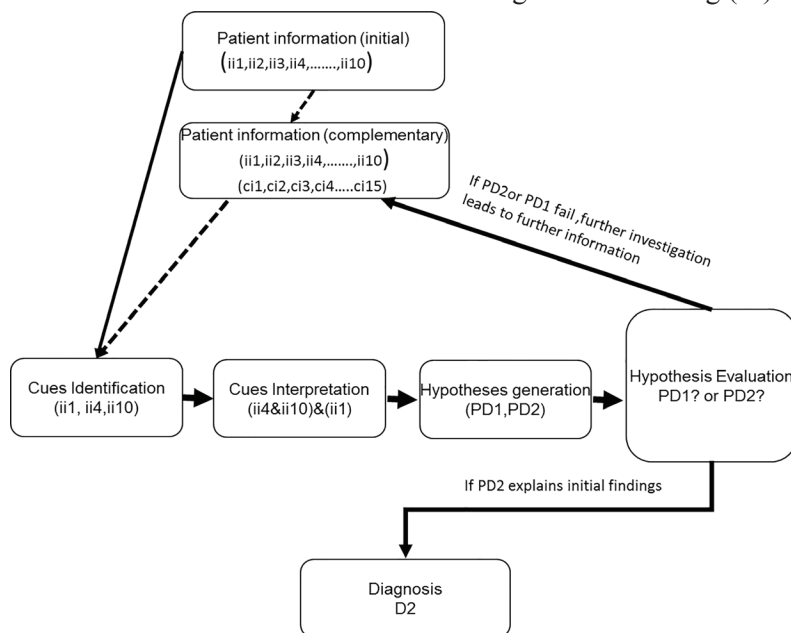 Patient information (initial)
(ii1,ii2,ii3,ii4,…….,ii10)
Patient information (complementary)
(ii1,ii2,ii3,ii4,…….,ii10)
(ci1,ci2,ci3,ci4…..ci15)
If PD2or PD1 fail ,further investigation
leads to further information
Cues Identification
(ii1, ii4,ii10)
Cues Interpretation
(ii4&ii10)&(ii1)
Hypotheses generation
(PD1,PD2)
Hypothesis Evaluation
PD1? or PD2?
If PD2 explains initial findings
Diagnosis
D2